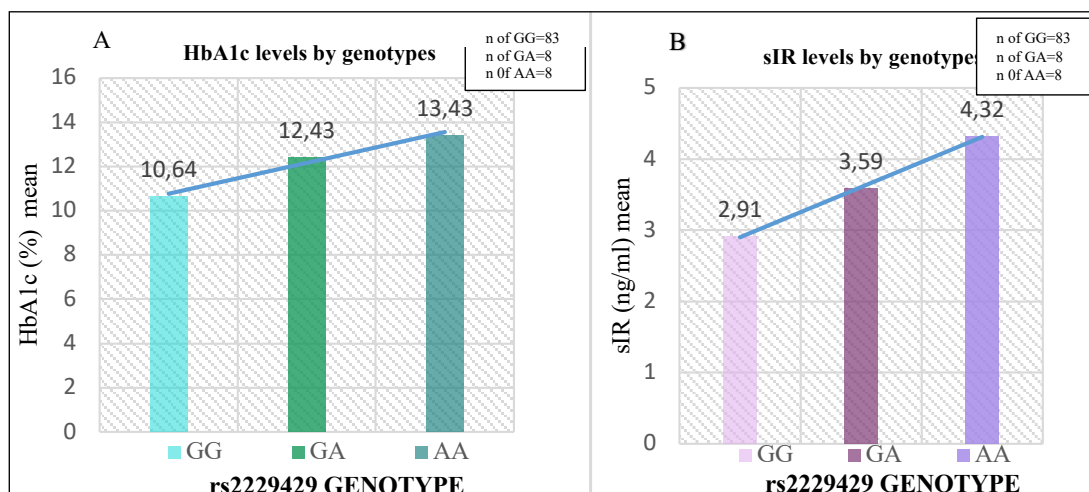 A
HbA1c levels by genotypes
n of GG=83
n of GA=8
n 0f AA=8
16
14
12
10
8
6
4
2
0
HbA1c (%) mean
10,64
12,43
13,43
GG
GA
AA
rs2229429 GENOTYPE
B
sIR levels by genotypes
n of GG=83
n of GA=8
n 0f AA=8
5
4
3
2
1
0
sIR (ng/ml) mean
2,91
3,59
4,32
GG
GA
AA
rs2229429 GENOTYPE